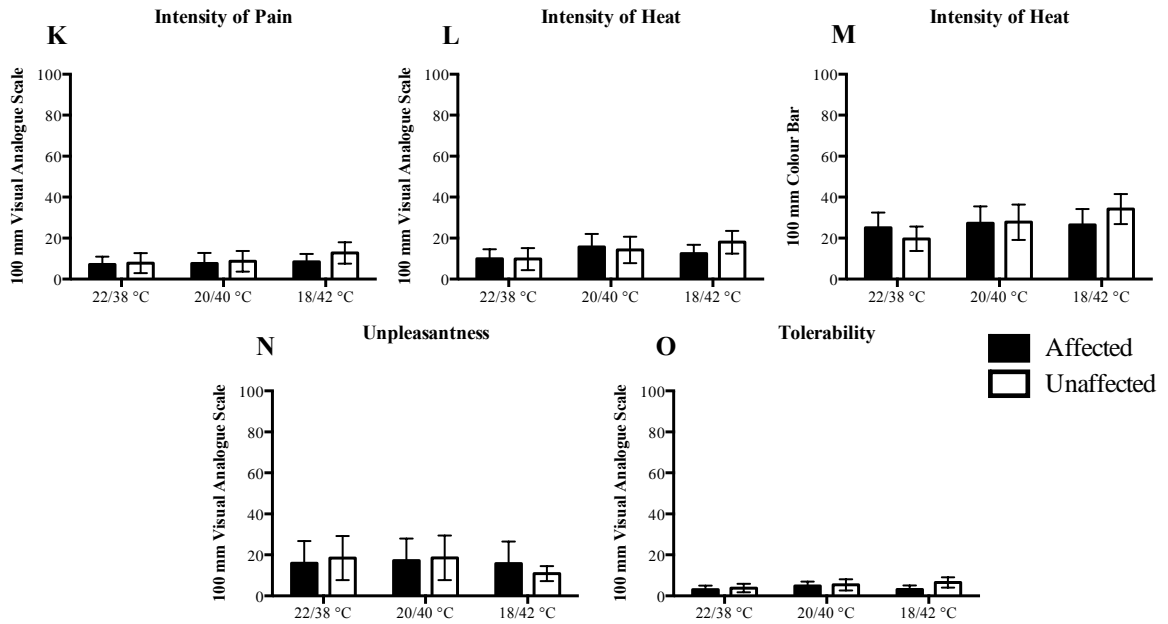 Intensity of Pain
K
100 mm Visual Analogue Scale
100
80
60
40
20
0
22/38 °C
20/40 °C
18/42 °C
Intensity of Heat
L
100 mm Visual Analogue Scale
100
80
60
40
20
0
22/38 °C
20/40 °C
18/42 °C
Intensity of Heat
M
100 mm Colour Bar
100
80
60
40
20
0
22/38 °C
20/40 °C
18/42 °C
Unpleasantness
N
100 mm Visual Analogue Scale
100
80
60
40
20
0
22/38 °C
20/40 °C
18/42 °C
Tolerability
O
100 mm Visual Analogue Scale
100
80
60
40
20
0
22/38 °C
20/40 °C
18/42 °C
Affected
Unaffected